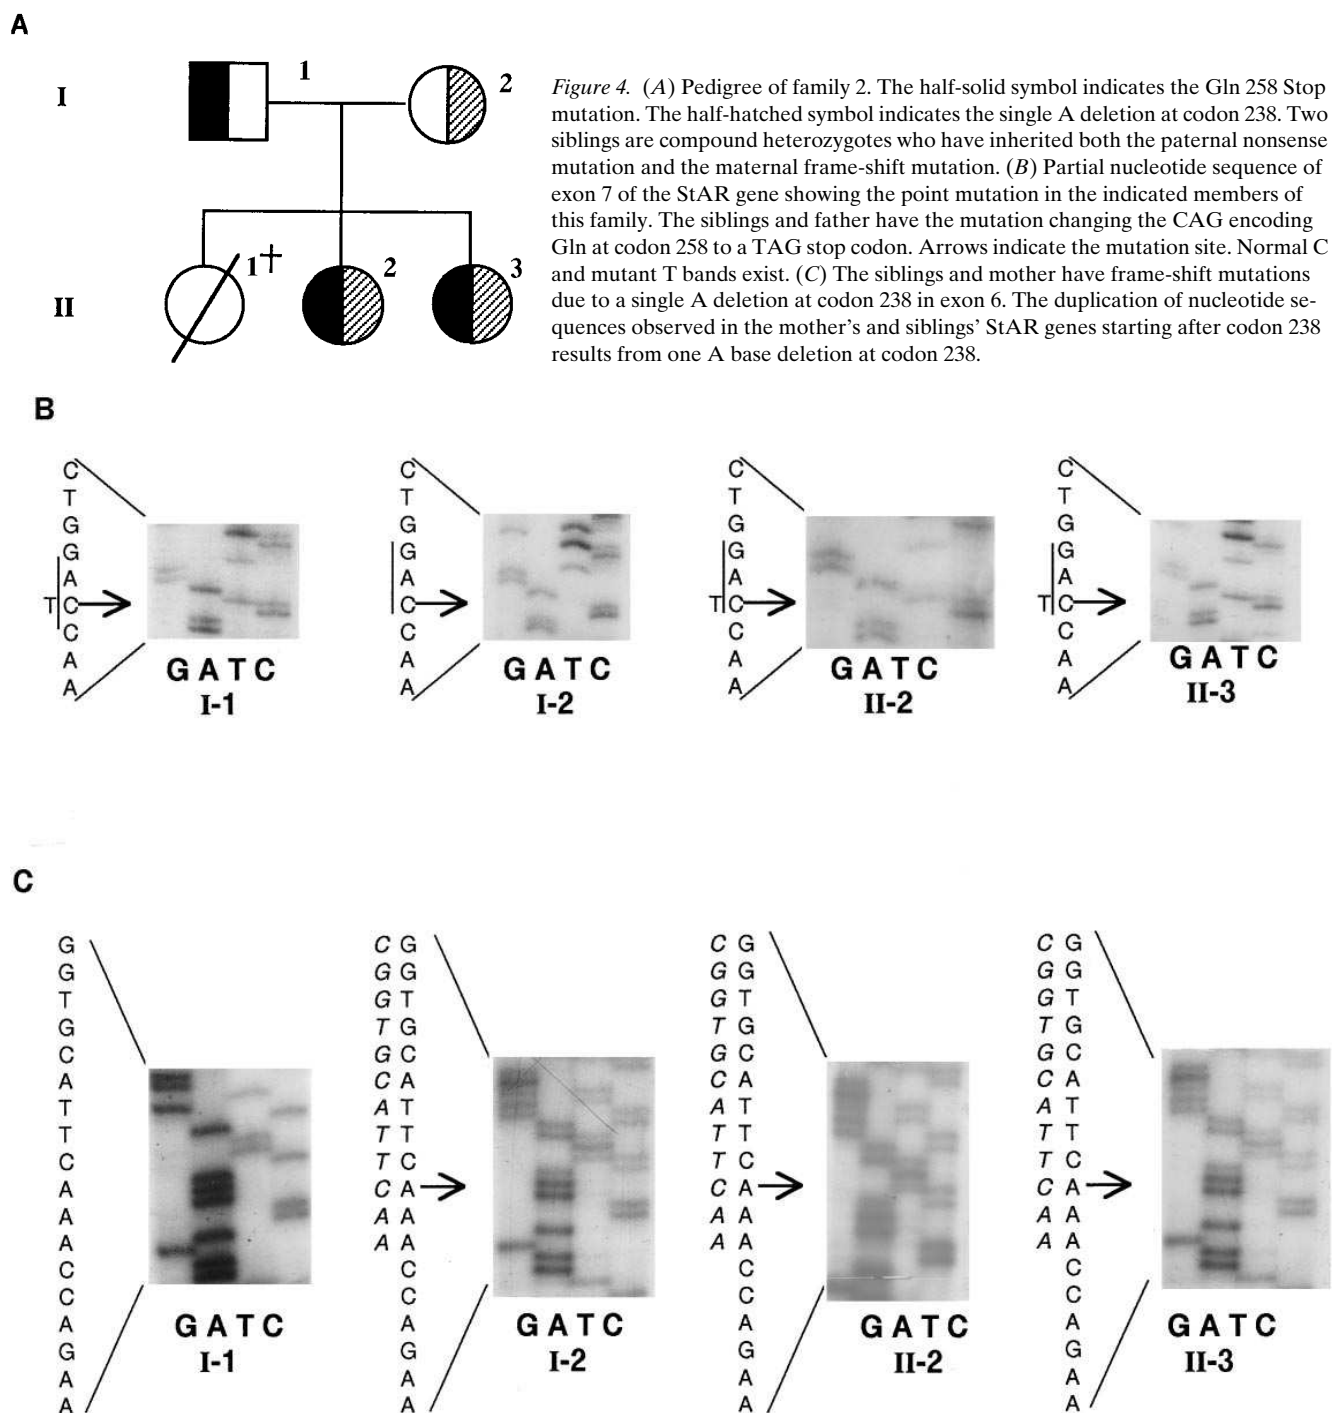 A
I
1
2
Figure 4. (A) Pedigree of family 2. The half-solid symbol indicates the Gln 258 Stop
mutation. The half-hatched symbol indicates the single A deletion at codon 238. Two
siblings are compound heterozygotes who have inherited both the paternal nonsense
mutation and the maternal frame-shift mutation. (B) Partial nucleotide sequence of
exon 7 of the StAR gene showing the point mutation in the indicated members of
this family. The siblings and father have the mutation changing the CAG encoding
Gln at codon 258 to a TAG stop codon. Arrows indicate the mutation site. Normal C
and mutant T bands exist. (C) The siblings and mother have frame-shift mutations
due to a single A deletion at codon 238 in exon 6. The duplication of nucleotide se-
quences observed in the mother's and siblings' StAR genes starting after codon 238
results from one A base deletion at codon 238.
II
1†
2
3
B
C C C C
T T T T
G G G G
G G G G
A A A A
T C C T C T C
C C C C
A A A A
A A A A
G A T C G A T C G A T C G A T C
I-1 I-2 II-2 II-3
C
G C G C G C G
G G G G G G G
T G T G T G T
G T G T G T G
C G C G C G C
A C A C A C A
T A T A T A T
T T T T T T T
C T C T C T C
A C A C A C A
A A A A A A A
A A A A A A A
C C C C
C C C C
A A A A
G G G G
A A A A
A A A A
G A T C G A T C G A T C G A T C
I-1 I-2 II-2 II-3